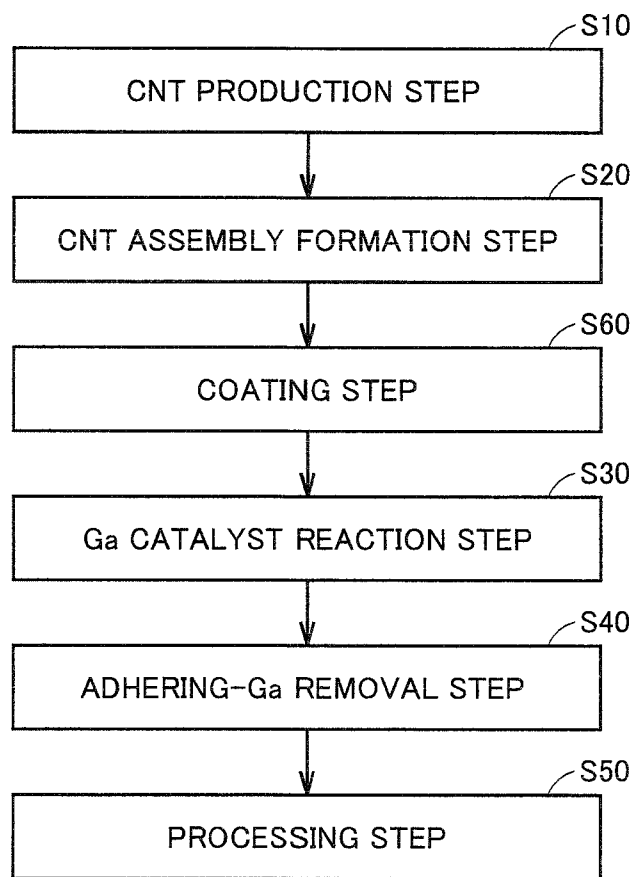 S10
CNT PRODUCTION STEP
S20
CNT ASSEMBLY FORMATION STEP
S60
COATING STEP
S30
Ga CATALYST REACTION STEP
S40
ADHERING-Ga REMOVAL STEP
S50
PROCESSING STEP